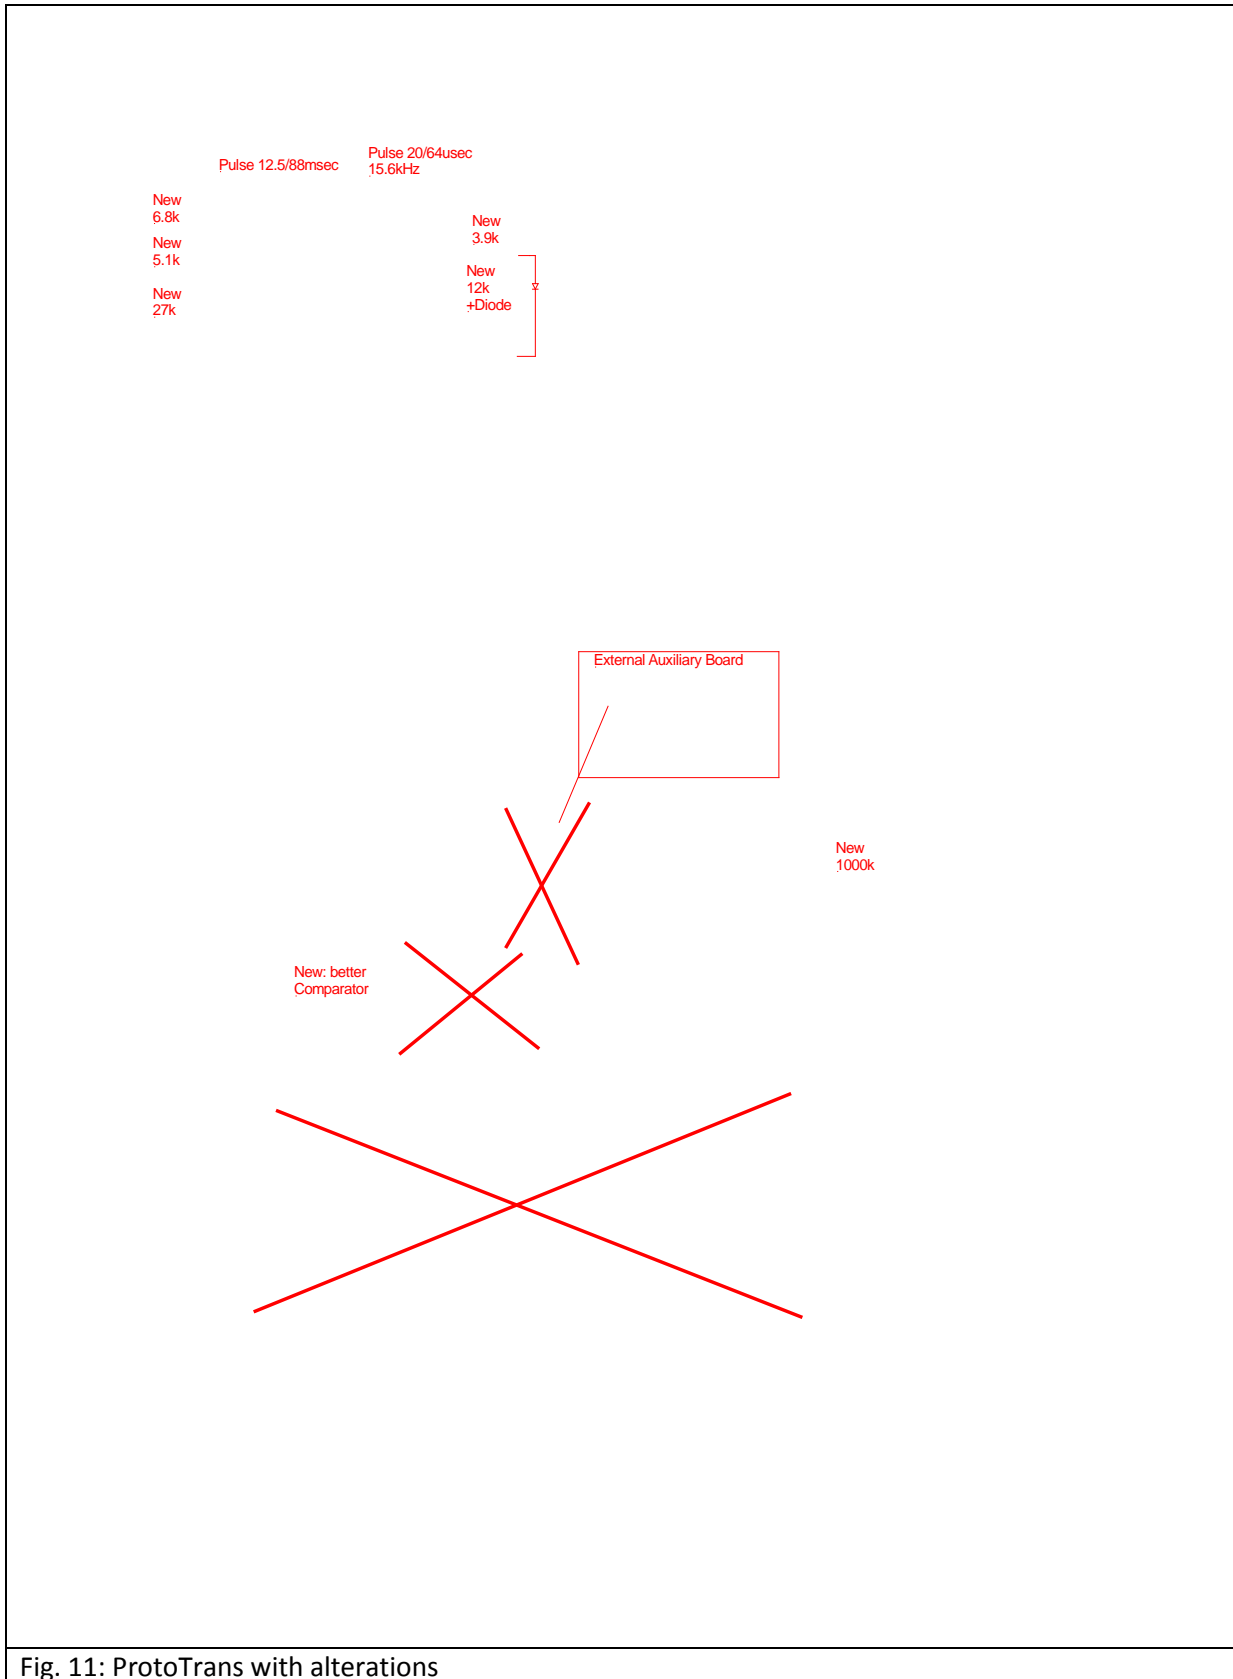 Pulse 12.5/88msec
Pulse 20/64usec
15.6kHz
New
6.8k
New
5.1k
New
27k
New
3.9k
New
12k
+Diode
External Auxiliary Board
New
1000k
New: better
Comparator
Fig. 11: ProtoTrans with alterations